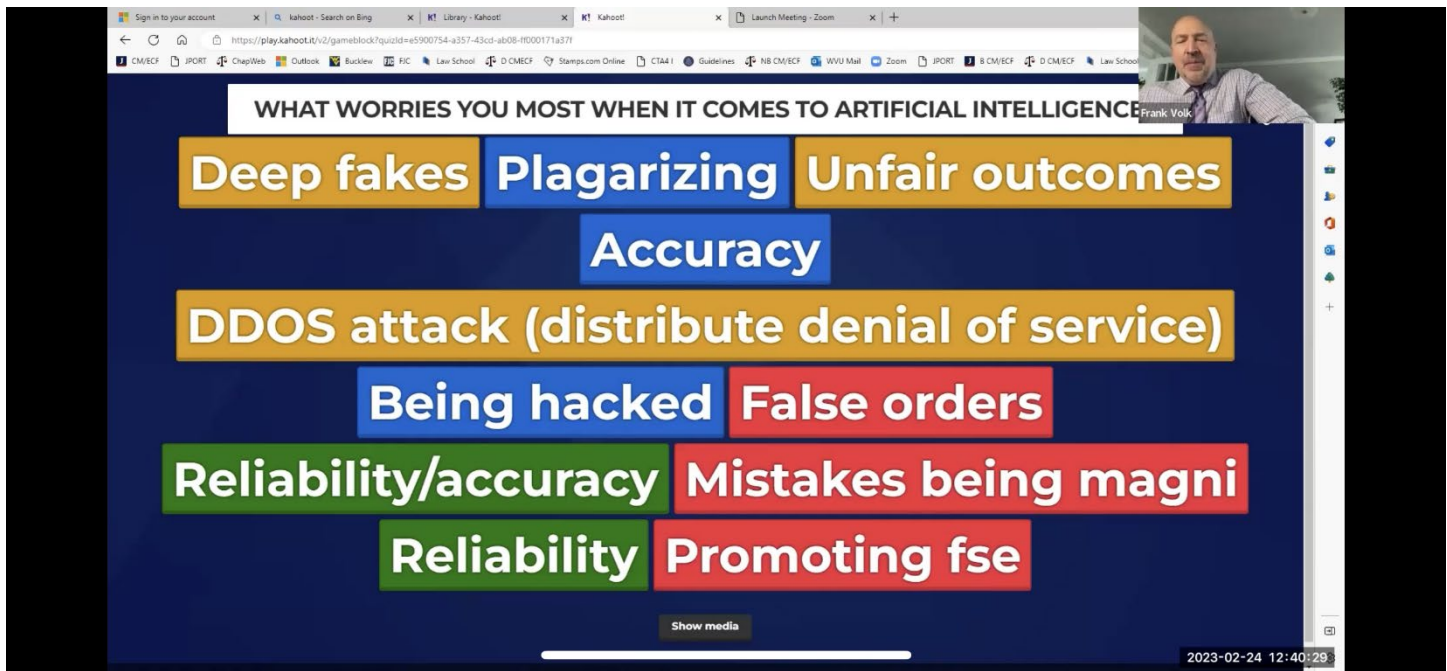 Sign in to your account kahoot - Search on Bing K! Library - Kahoot! K! Kahoot! Launch Meeting - Zoom
https://play.kahoot.it/v2/gameblock?quizId=e5900754-a357-43cd-ab08-ff000171a37f
CM/ECF JPORT ChapWeb Outlook Bucklew FJC Law School D CMECF Stamps.com Online CTA4 I Guidelines NB CM/ECF WVU Mail Zoom JPORT B CM/ECF D CM/ECF Law School
WHAT WORRIES YOU MOST WHEN IT COMES TO ARTIFICIAL INTELLIGENCE
Frank Volk
Deep fakes Plagarizing Unfair outcomes
Accuracy
DDOS attack (distribute denial of service)
Being hacked False orders
Reliability/accuracy Mistakes being magni
Reliability Promoting fse
Show media
2023-02-24 12:40:29